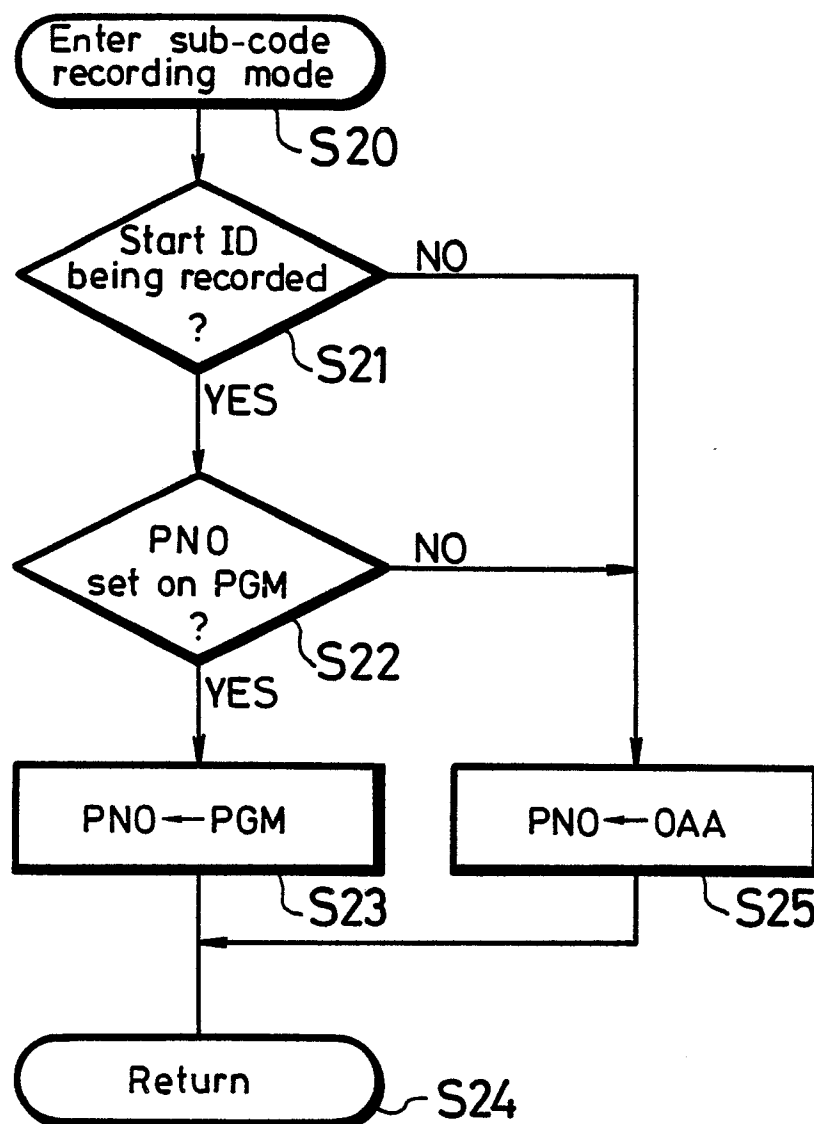 Enter sub-code
recording mode
S20
Start ID
being recorded
?
NO
S21
YES
PNO
set on PGM
?
NO
S22
YES
PNO←PGM
S23
PNO←OAA
S25
Return
S24